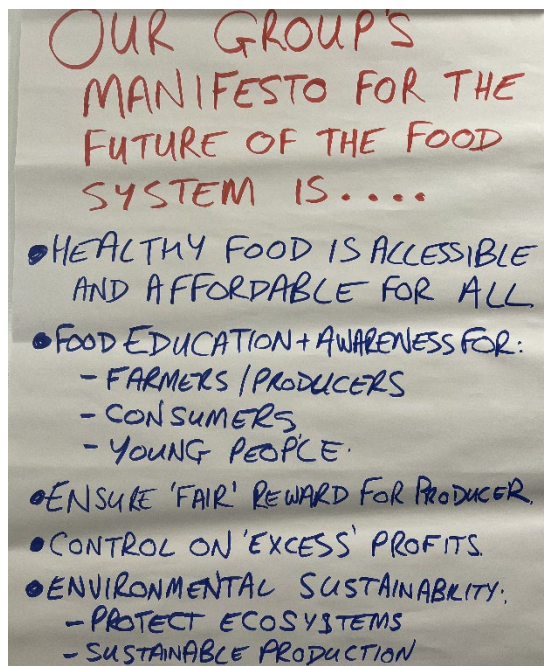 OUR GROUP'S
MANIFESTO FOR THE
FUTURE OF THE FOOD
SYSTEM IS....
•HEALTHY FOOD IS ACCESSIBLE
AND AFFORDABLE FOR ALL.
•FOOD EDUCATION+AWARENESS FOR:
- FARMERS/PRODUCERS
- CONSUMERS
- YOUNG PEOPLE.
•ENSURE 'FAIR' REWARD FOR PRODUCER.
•CONTROL ON 'EXCESS' PROFITS.
•ENVIRONMENTAL SUSTAINABILITY:
- PROTECT ECOSYSTEMS
- SUSTAINABLE PRODUCTION